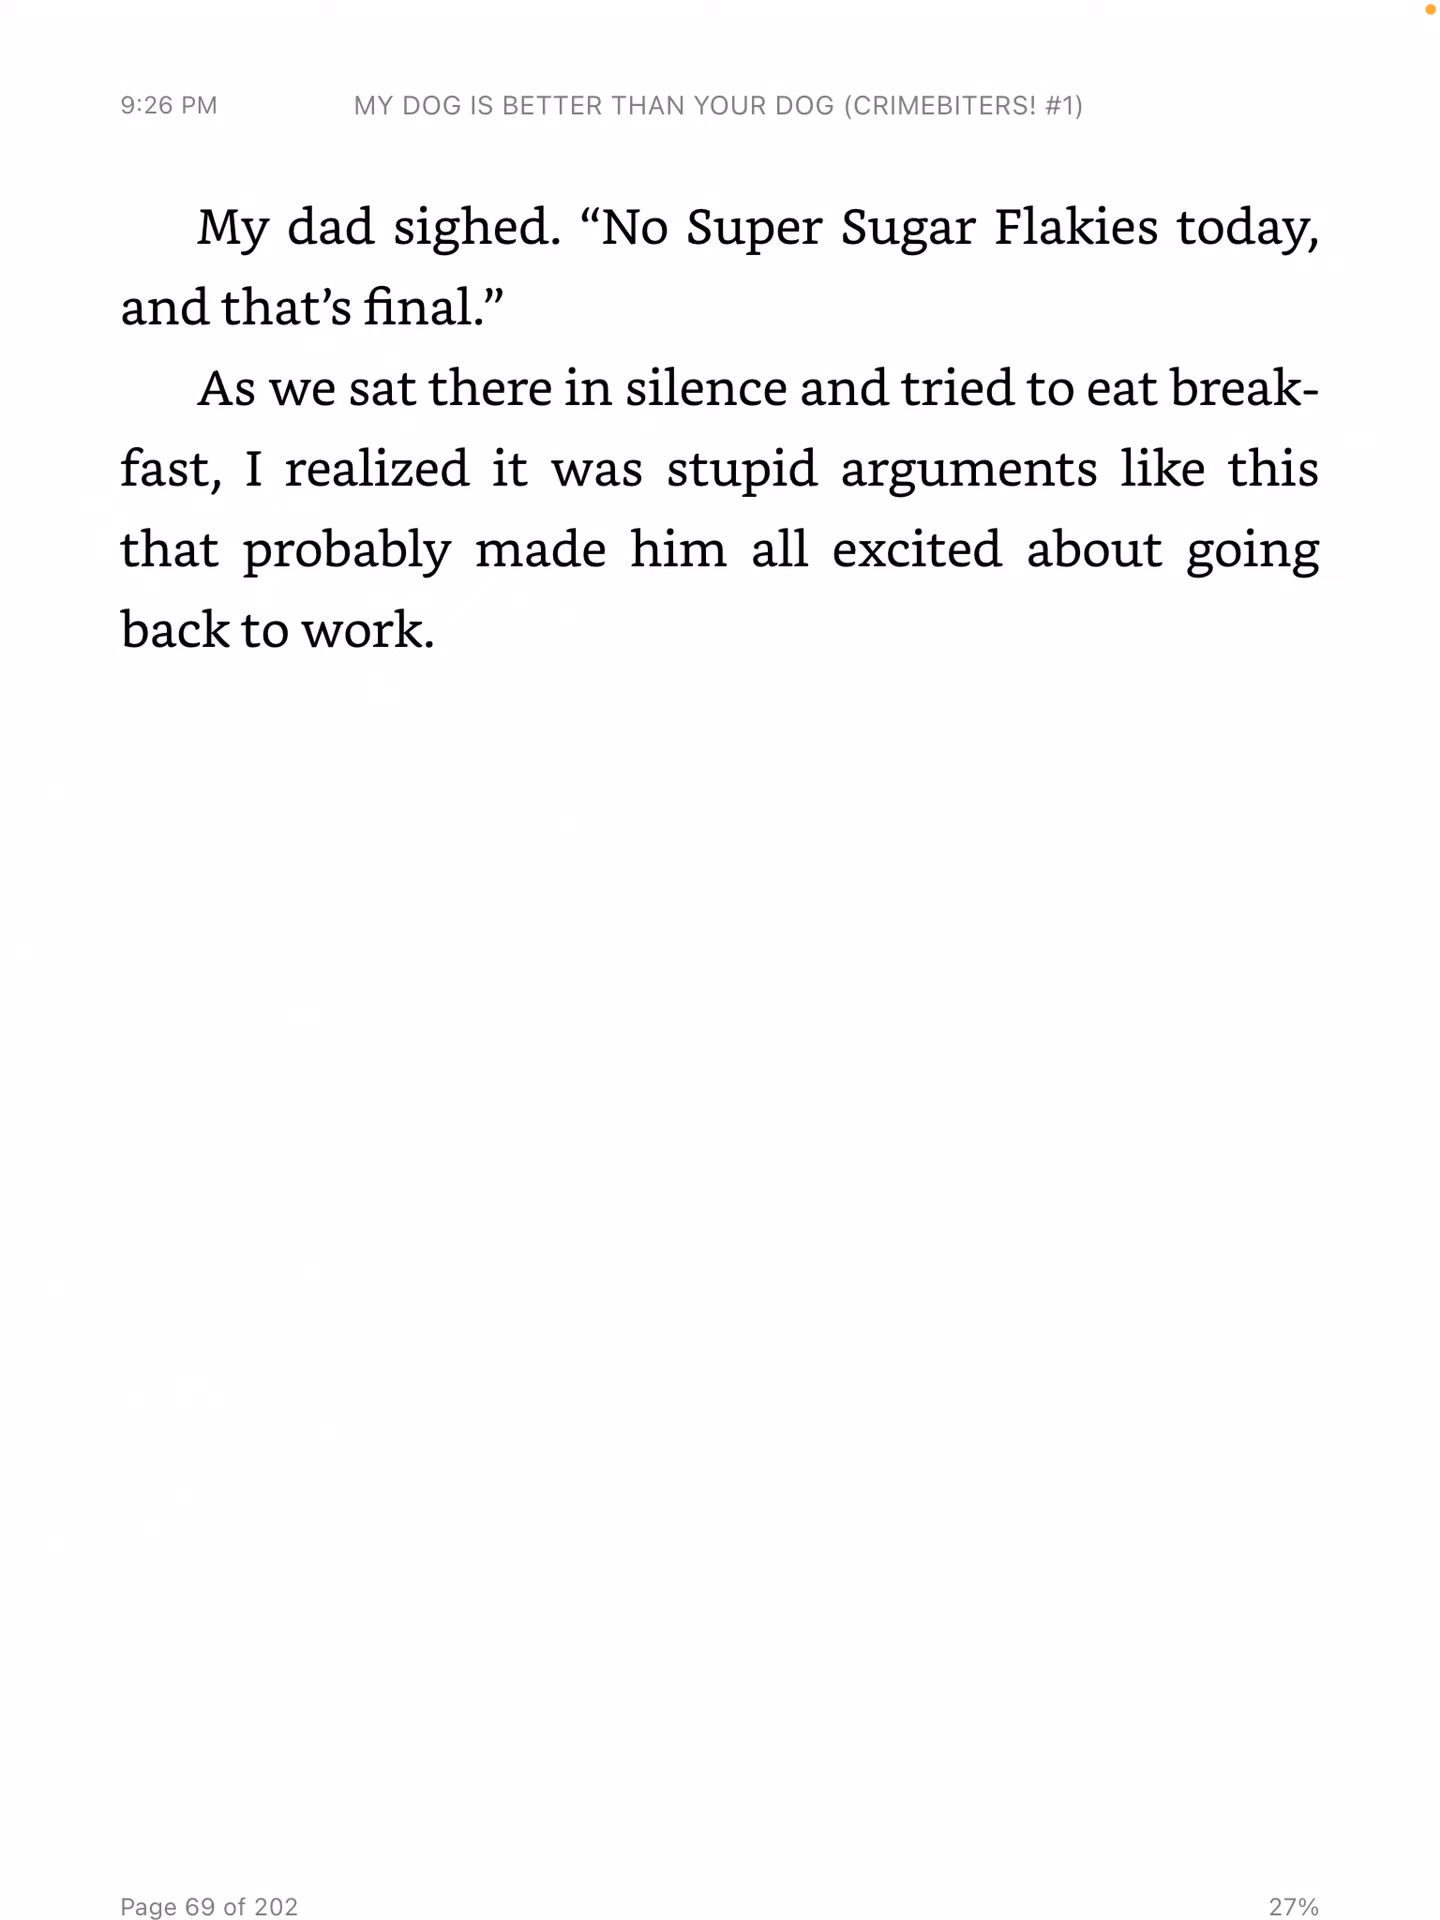 9:26 PM MY DOG IS BETTER THAN YOUR DOG (CRIMEBITERS! #1)
My dad sighed. “No Super Sugar Flakies today,
and that’s final.”
As we sat there in silence and tried to eat break-
fast, I realized it was stupid arguments like this
that probably made him all excited about going
back to work.
Page 69 of 202 27%